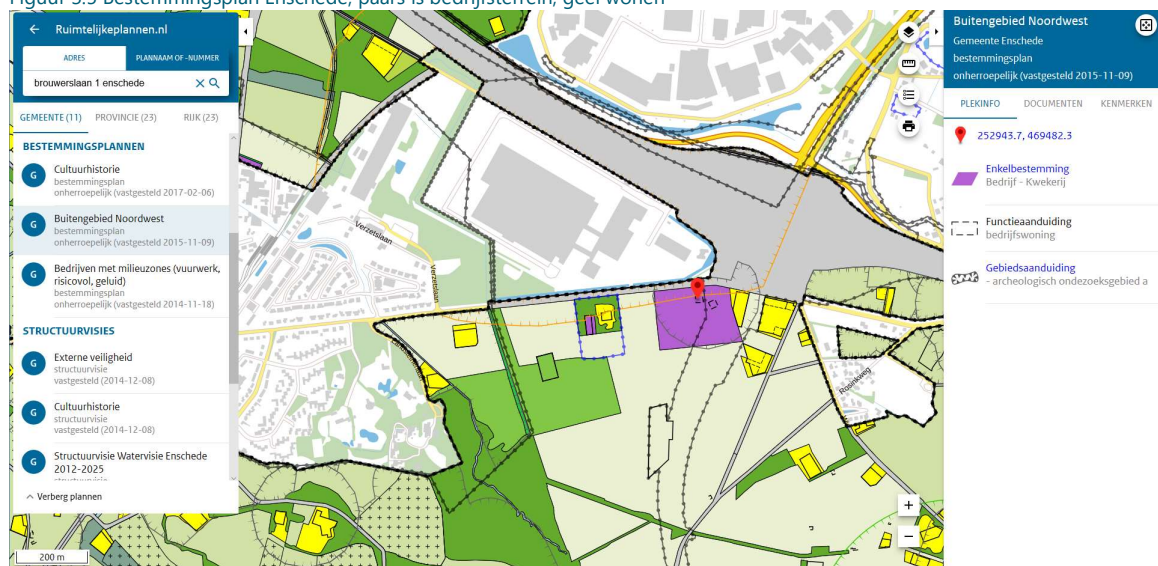 Figuur 5.5 Bestemmingsplan Enschede, paars is bedrijfsterrein, geel wonen
Ruimtelijkeplannen.nl
ADRES
PLANNAAM OF -NUMMER
brouwerslaan 1 enschede
GEMEENTE (11) PROVINCIE (23) RIJK (23)
BESTEMMINGSPLANNEN
G
Cultuurhistorie
bestemmingsplan
onherroepelijk (vastgesteld 2017-02-06)
G
Buitengebied Noordwest
bestemmingsplan
onherroepelijk (vastgesteld 2015-11-09)
G
Bedrijven met milieuzones (vuurwerk,
risicovol, geluid)
bestemmingsplan
onherroepelijk (vastgesteld 2014-11-18)
STRUCTUURVISIES
G
Externe veiligheid
structuurvisie
vastgesteld (2014-12-08)
G
Cultuurhistorie
structuurvisie
vastgesteld (2014-12-08)
G
Structuurvisie Watervisie Enschede
2012-2025
Verberg plannen
200 m
Verzetslaan
Verzetslaan
Rosinkweg
+
−
Buitengebied Noordwest
Gemeente Enschede
bestemmingsplan
onherroepelijk (vastgesteld 2015-11-09)
PLEKINFO DOCUMENTEN KENMERKEN
252943.7, 469482.3
Enkelbestemming
Bedrijf - Kwekerij
Functieaanduiding
bedrijfswoning
Gebiedsaanduiding
- archeologisch ondezoeksgebied a